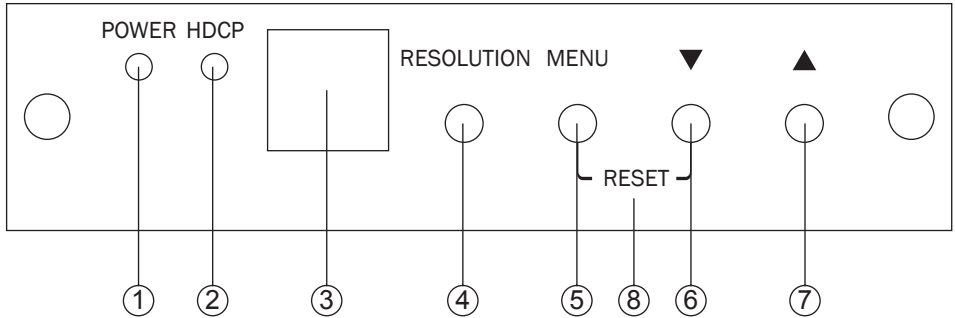 POWER HDCP
RESOLUTION MENU ▼ ▲
RESET
① ② ③ ④ ⑤ ⑧ ⑥ ⑦